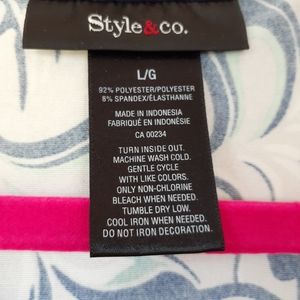 Style&co.
L/G
92% POLYESTER/POLYESTER
8% SPANDEX/ÉLASTHANNE
MADE IN INDONESIA
FABRIQUÉ EN INDONÉSIE
CA 00234
TURN INSIDE OUT.
MACHINE WASH COLD.
GENTLE CYCLE
WITH LIKE COLORS.
ONLY NON-CHLORINE
BLEACH WHEN NEEDED.
TUMBLE DRY LOW.
COOL IRON WHEN NEEDED.
DO NOT IRON DECORATION.